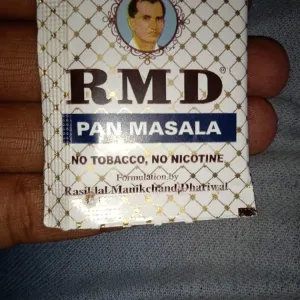 RMD®
PAN MASALA
NO TOBACCO, NO NICOTINE
Formulation by
Rasiklal Manikchand Dhariwal